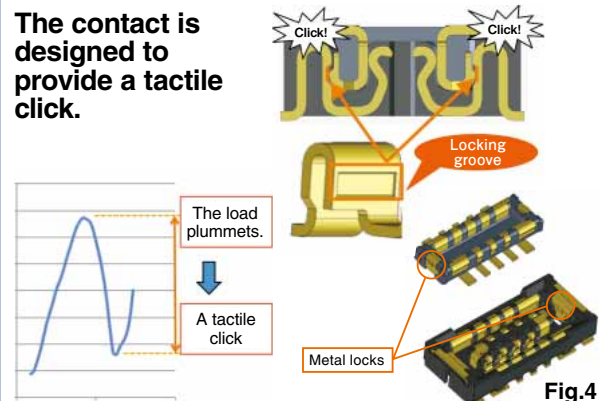 The contact is
designed to
provide a tactile
click.
Click!
Click!
Locking
groove
The load
plummets.
A tactile
click
Metal locks
Fig.4